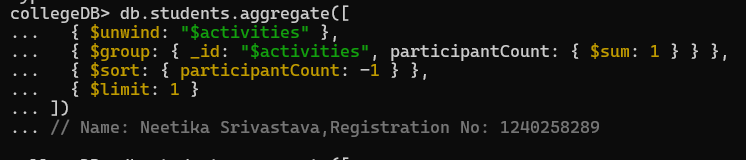 collegeDB> db.students.aggregate([
...   { $unwind: "$activities" },
...   { $group: { _id: "$activities", participantCount: { $sum: 1 } } },
...   { $sort: { participantCount: -1 } },
...   { $limit: 1 }
... ])
... // Name: Neetika Srivastava,Registration No: 1240258289